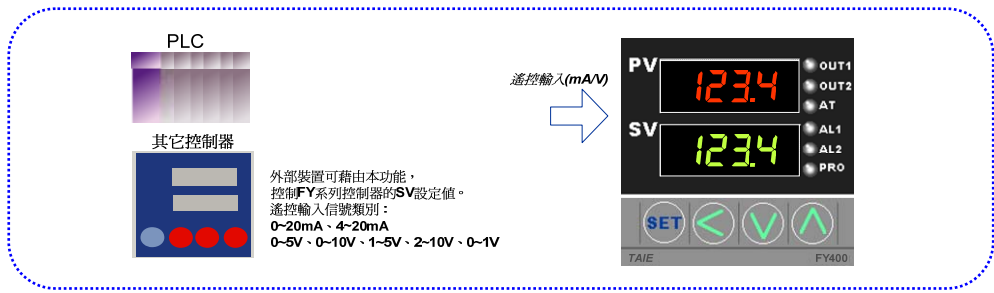 PLC
其它控制器
外部裝置可藉由本功能，
控制FY系列控制器的SV設定値。
遙控輸入信號類別：
0~20mA、4~20mA
0~5V、0~10V、1~5V、2~10V、0~1V
遙控輸入(mA/V)
PV
123.4
OUT1
OUT2
AT
SV
123.4
AL1
AL2
PRO
SET
TAIE
FY400